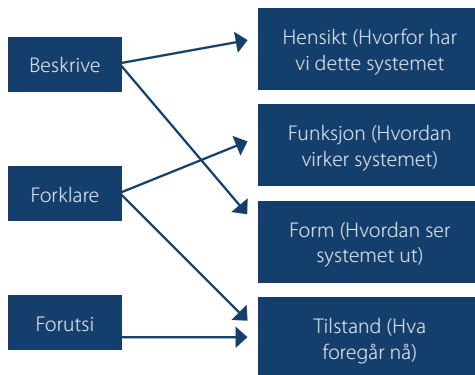 Beskrive
Forklare
Forutsi
Hensikt (Hvorfor har
vi dette systemet
Funksjon (Hvordan
virker systemet)
Form (Hvordan ser
systemet ut)
Tilstand (Hva
foregår nå)